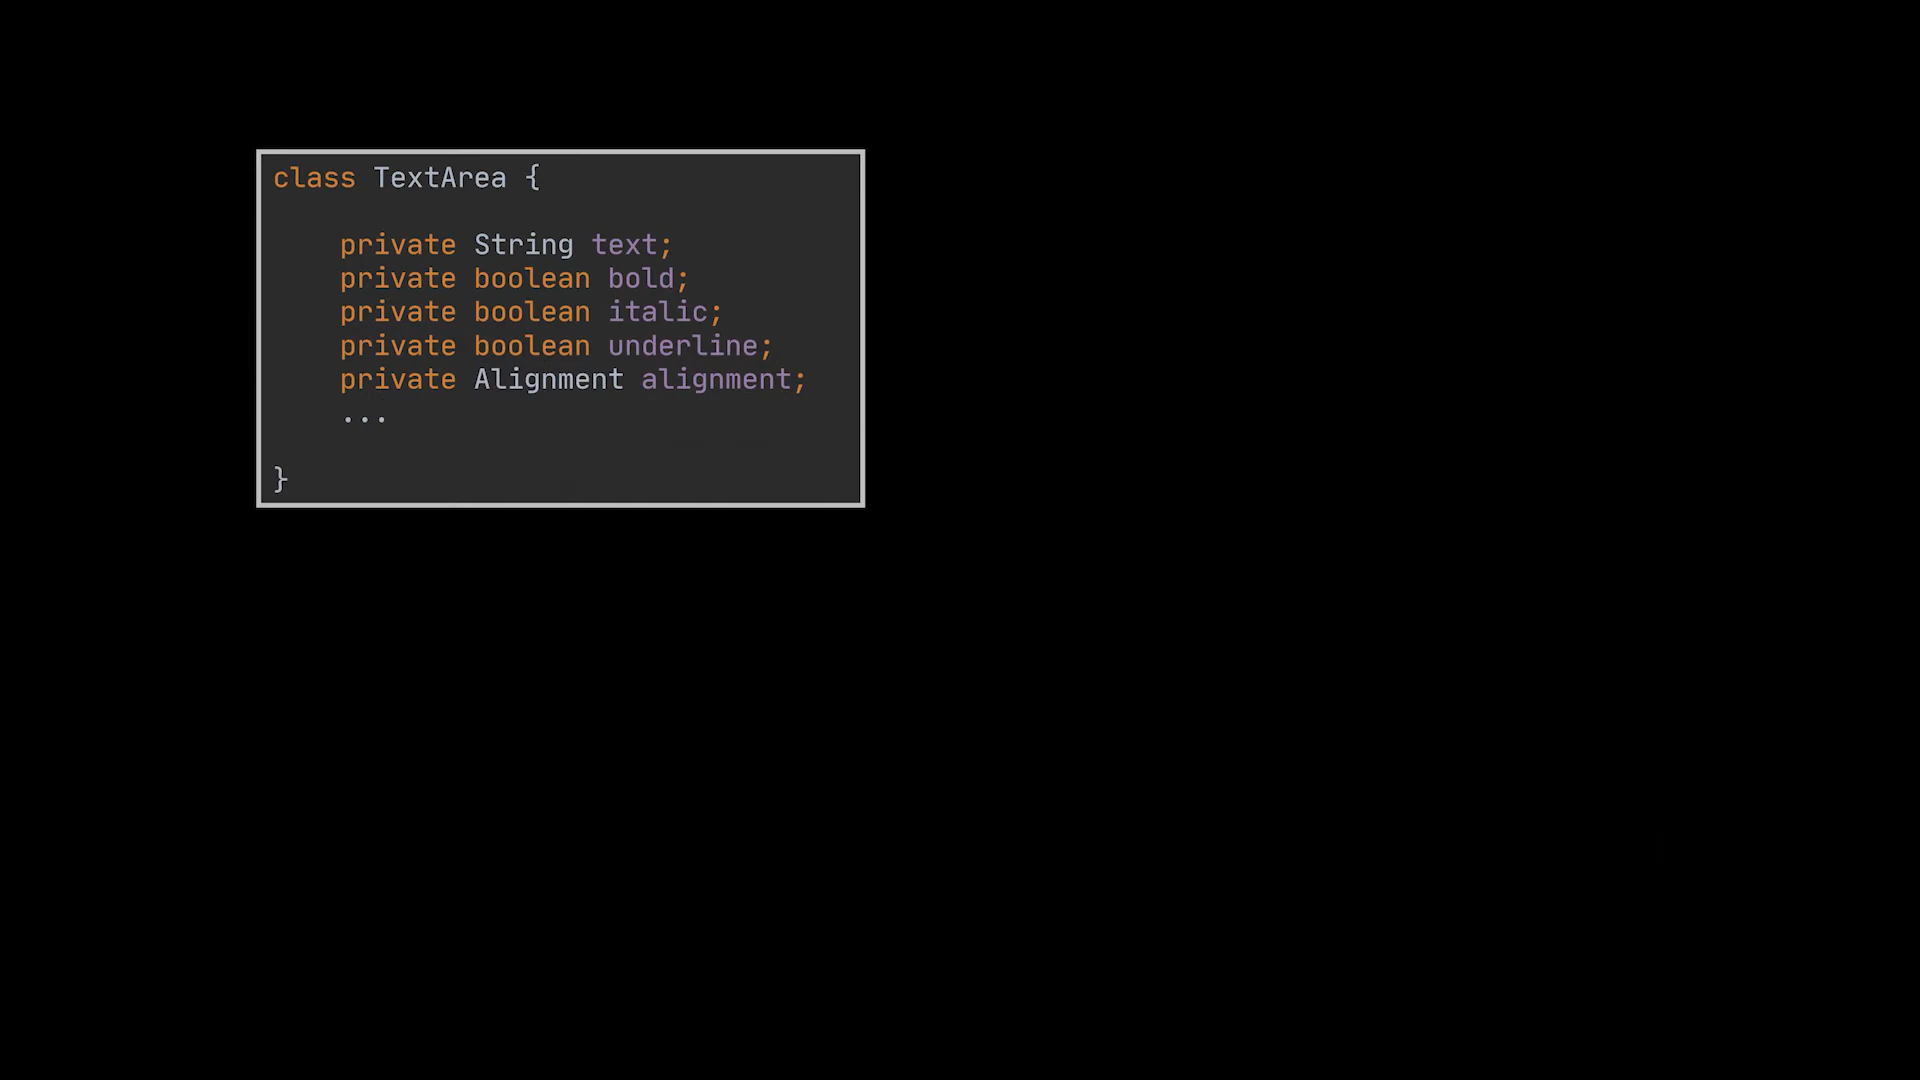 class TextArea {
private String text;
private boolean bold;
private boolean italic;
private boolean underline;
private Alignment alignment;
...
}